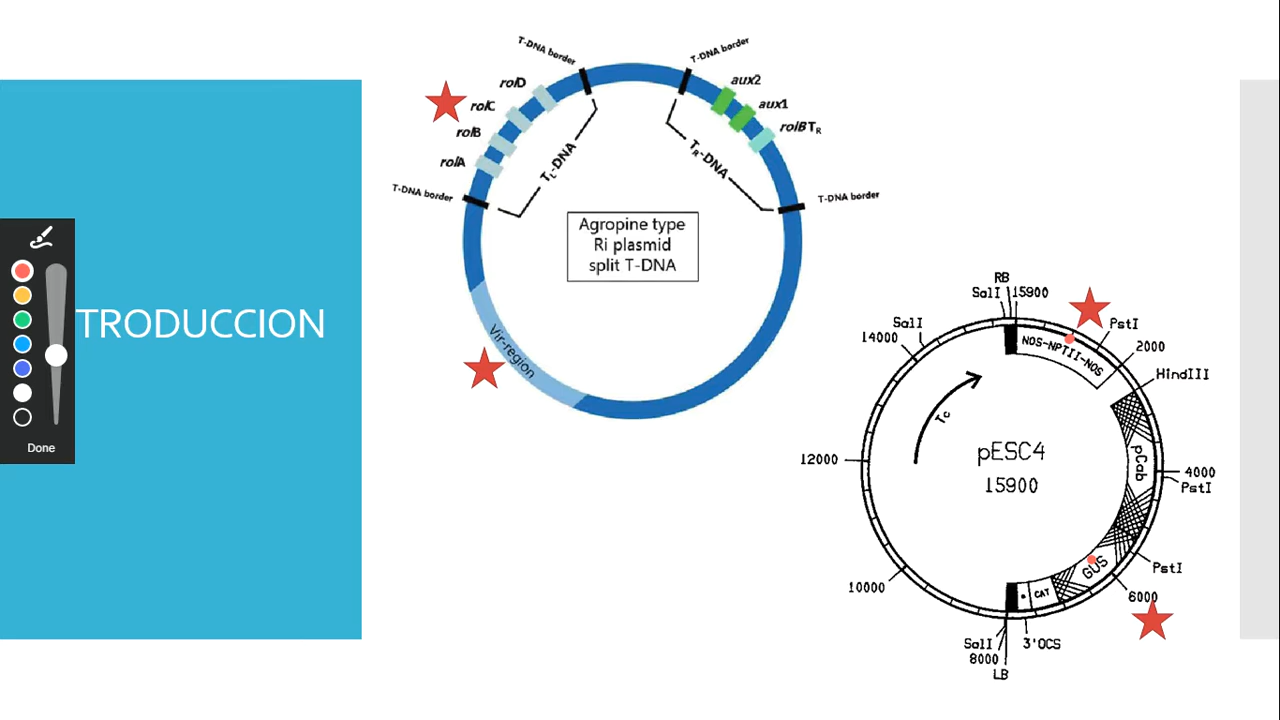 TRODUCCION
Done
T-DNA border
T-DNA border
rolD
rolC
rolB
rolA
T-DNA border
aux2
aux1
rolBTR
T-DNA border
TL-DNA
TR-DNA
Agropine type
Ri plasmid
split T-DNA
Vir-region
RB
SalI
15900
SalI
14000
PstI
NOS-NPTII-NOS
2000
HindIII
Tc
pESC4
15900
12000
pCab
4000
PstI
PstI
GUS
6000
10000
CAT
SalI
8000
3'OCS
LB